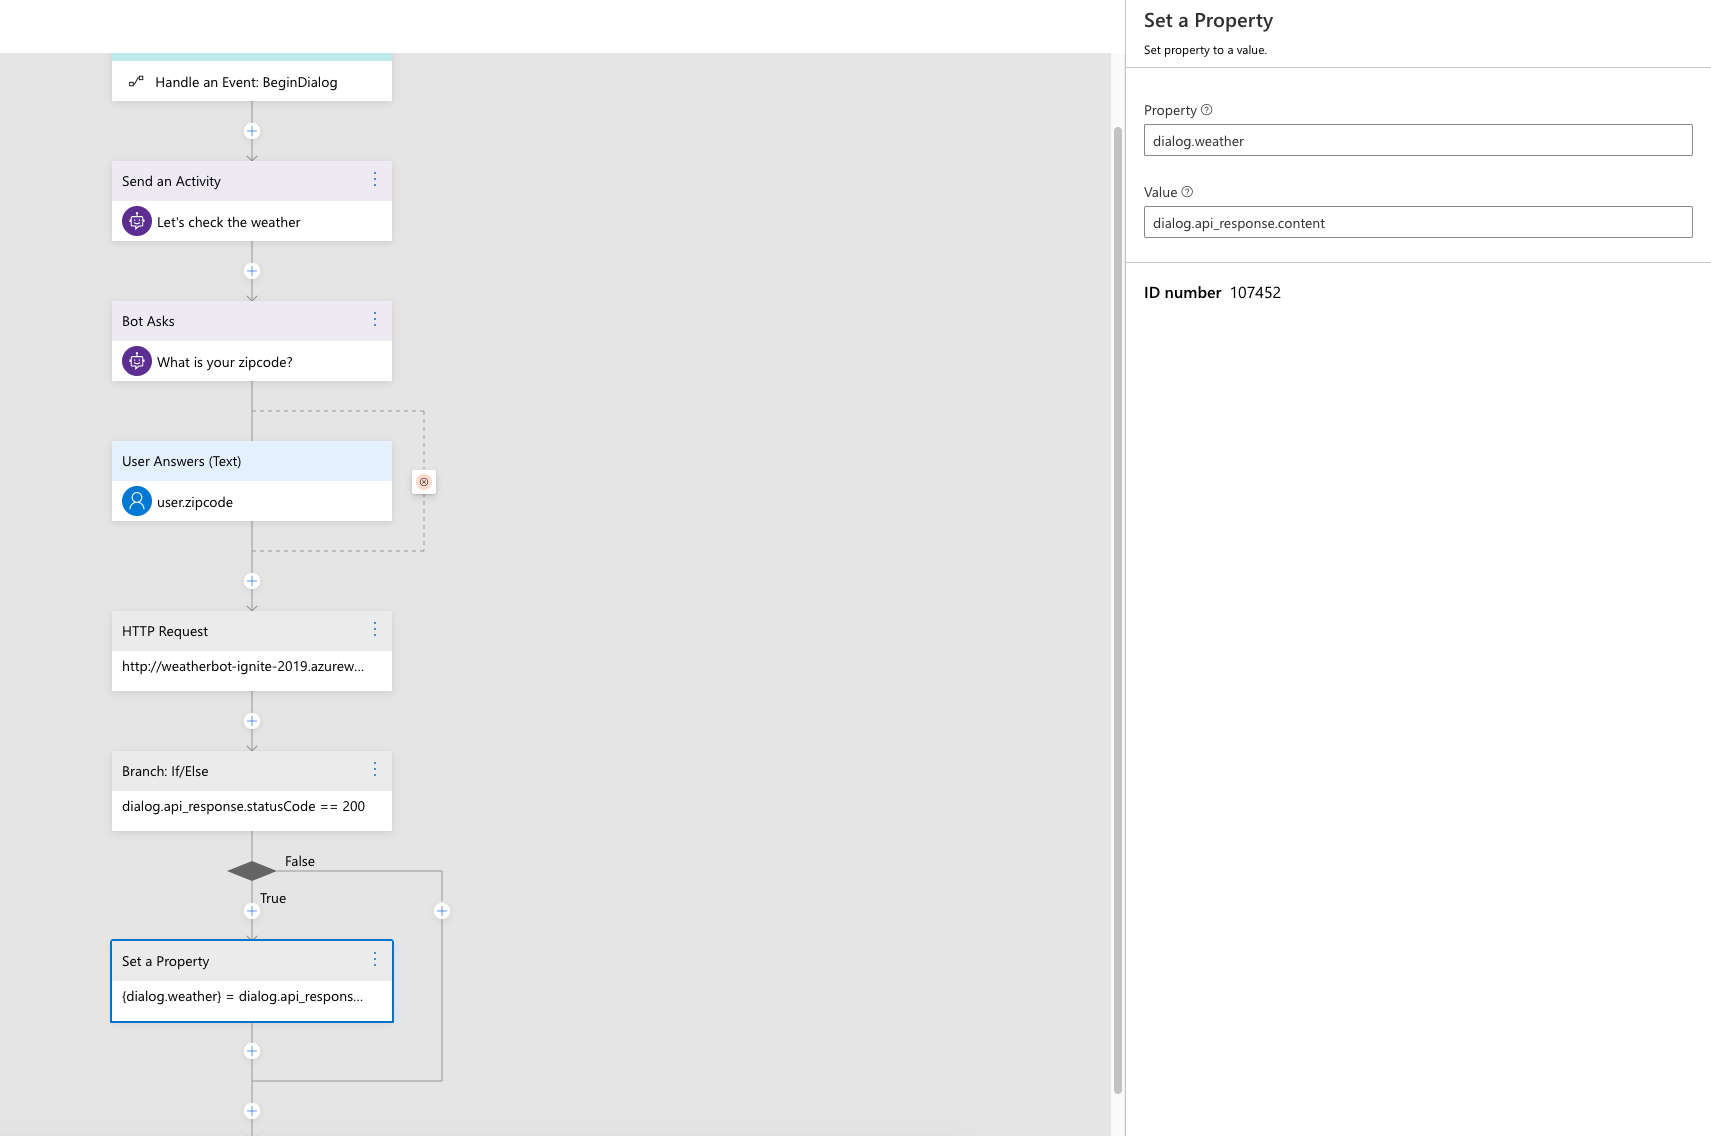 Handle an Event: BeginDialog
Send an Activity
Let's check the weather
Bot Asks
What is your zipcode?
User Answers (Text)
user.zipcode
HTTP Request
http://weatherbot-ignite-2019.azurew...
Branch: If/Else
dialog.api_response.statusCode == 200
False
True
Set a Property
{dialog.weather} = dialog.api_respons...
Set a Property
Set property to a value.
Property
dialog.weather
Value
dialog.api_response.content
ID number 107452